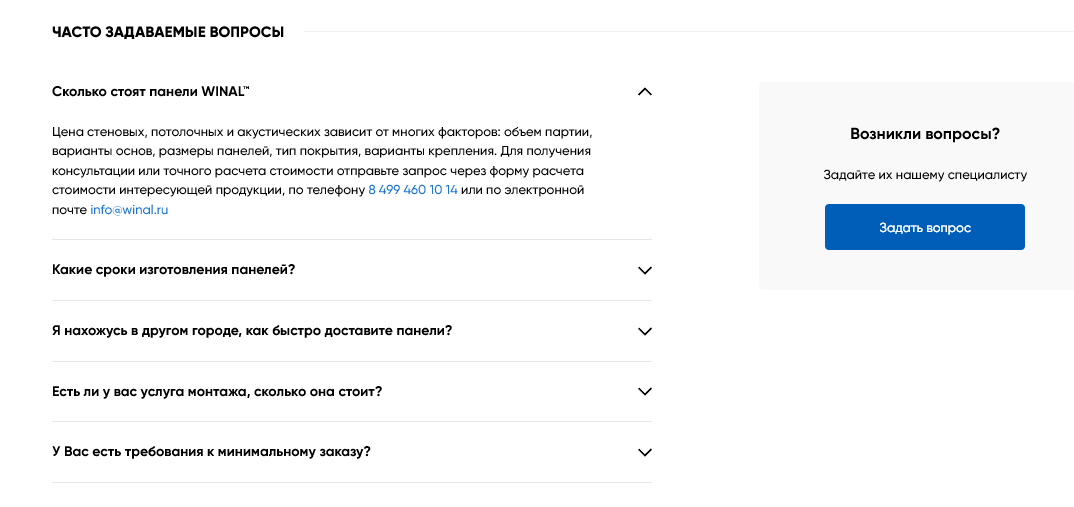 ЧАСТО ЗАДАВАЕМЫЕ ВОПРОСЫ
Сколько стоят панели WINAL™
Цена стеновых, потолочных и акустических зависит от многих факторов: объем партии,
варианты основ, размеры панелей, тип покрытия, варианты крепления. Для получения
консультации или точного расчета стоимости отправьте запрос через форму расчета
стоимости интересующей продукции, по телефону 8 499 460 10 14 или по электронной
почте info@winal.ru
Какие сроки изготовления панелей?
Я нахожусь в другом городе, как быстро доставите панели?
Есть ли у вас услуга монтажа, сколько она стоит?
У Вас есть требования к минимальному заказу?
Возникли вопросы?
Задайте их нашему специалисту
Задать вопрос